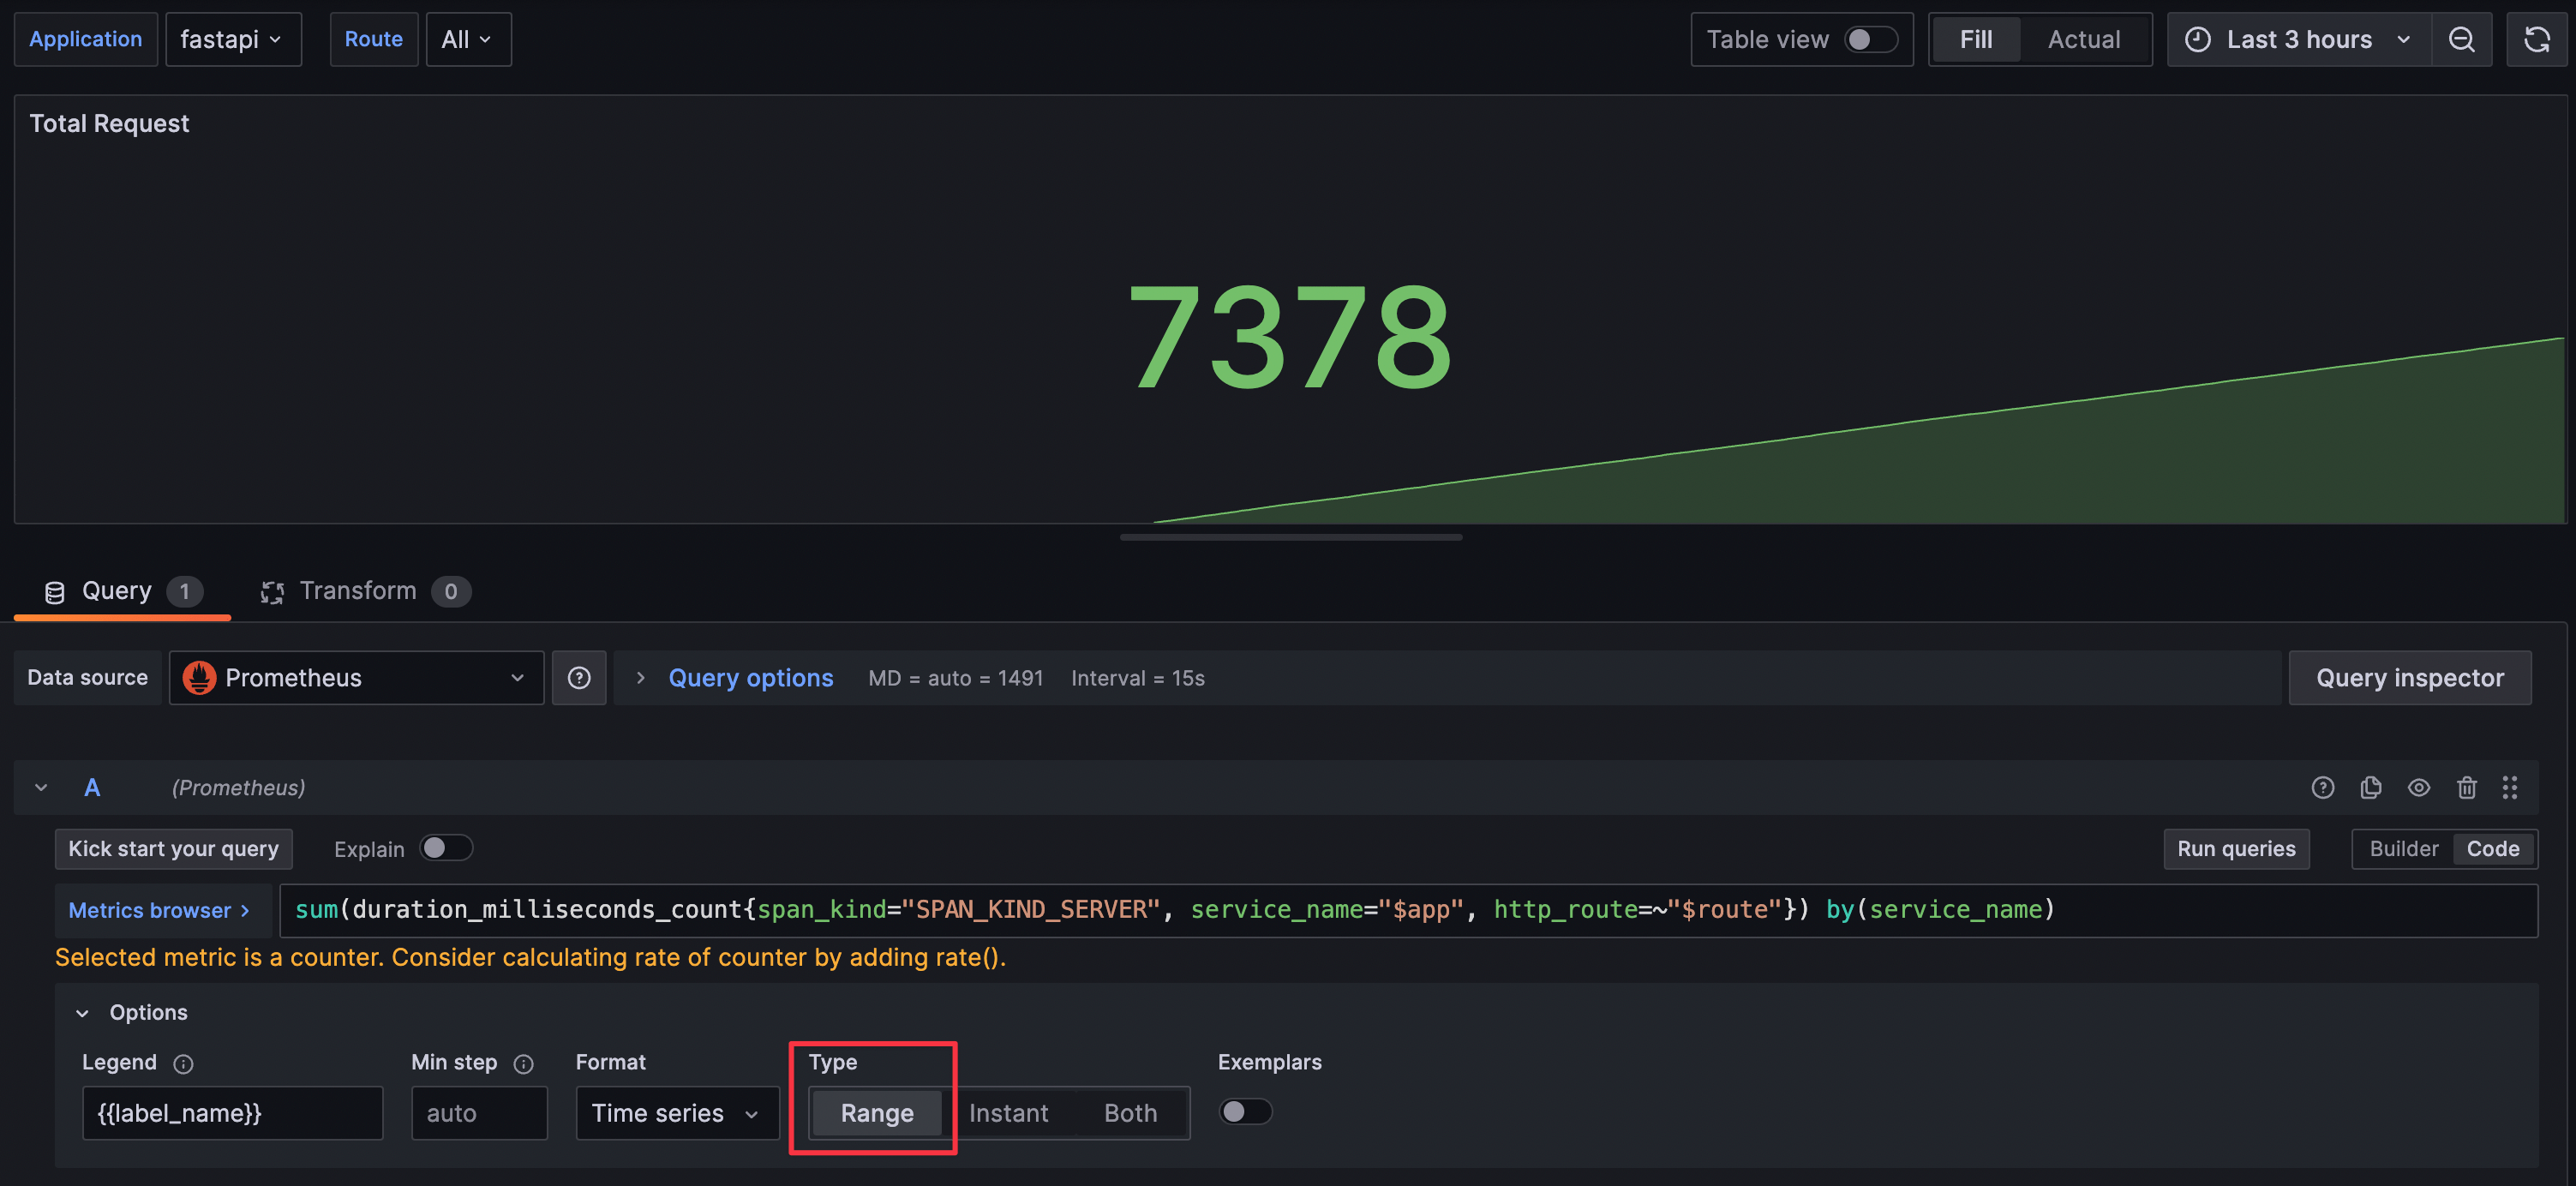 Application fastapi Route All Table view Fill Actual Last 3 hours
Total Request
7378
Query 1 Transform 0
Data source Prometheus Query options MD = auto = 1491 Interval = 15s Query inspector
A (Prometheus)
Kick start your query Explain Run queries Builder Code
Metrics browser > sum(duration_milliseconds_count{span_kind="SPAN_KIND_SERVER", service_name="$app", http_route=~"$route"}) by(service_name)
Selected metric is a counter. Consider calculating rate of counter by adding rate().
Options
Legend Min step Format Type Exemplars
{{label_name}} auto Time series Range Instant Both